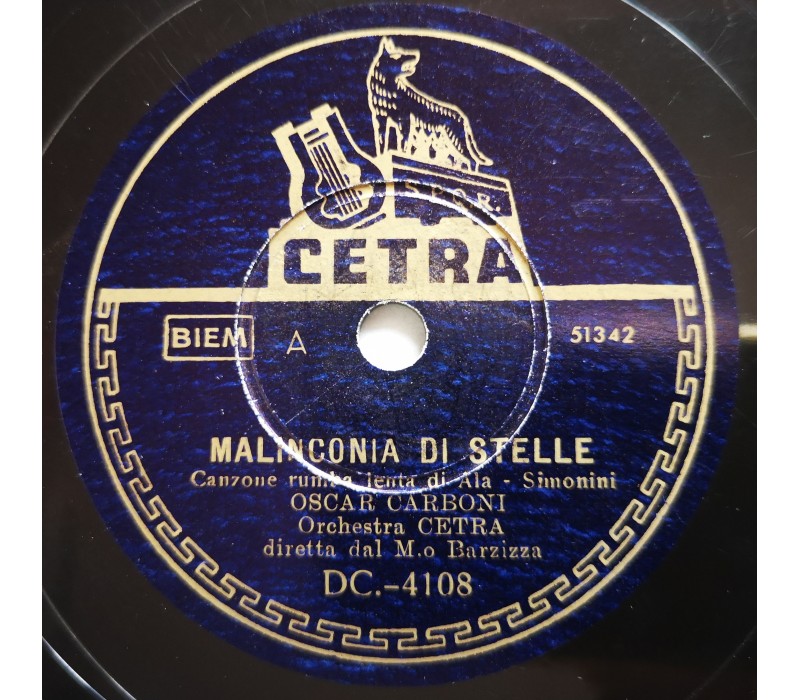 S.P.Q.R.
CETRA
BIEM A 51342
MALINCONIA DI STELLE
Canzone rumba lenta di Ala - Simonini
OSCAR CARBONI
Orchestra CETRA
diretta dal M.o Barzizza
DC.-4108